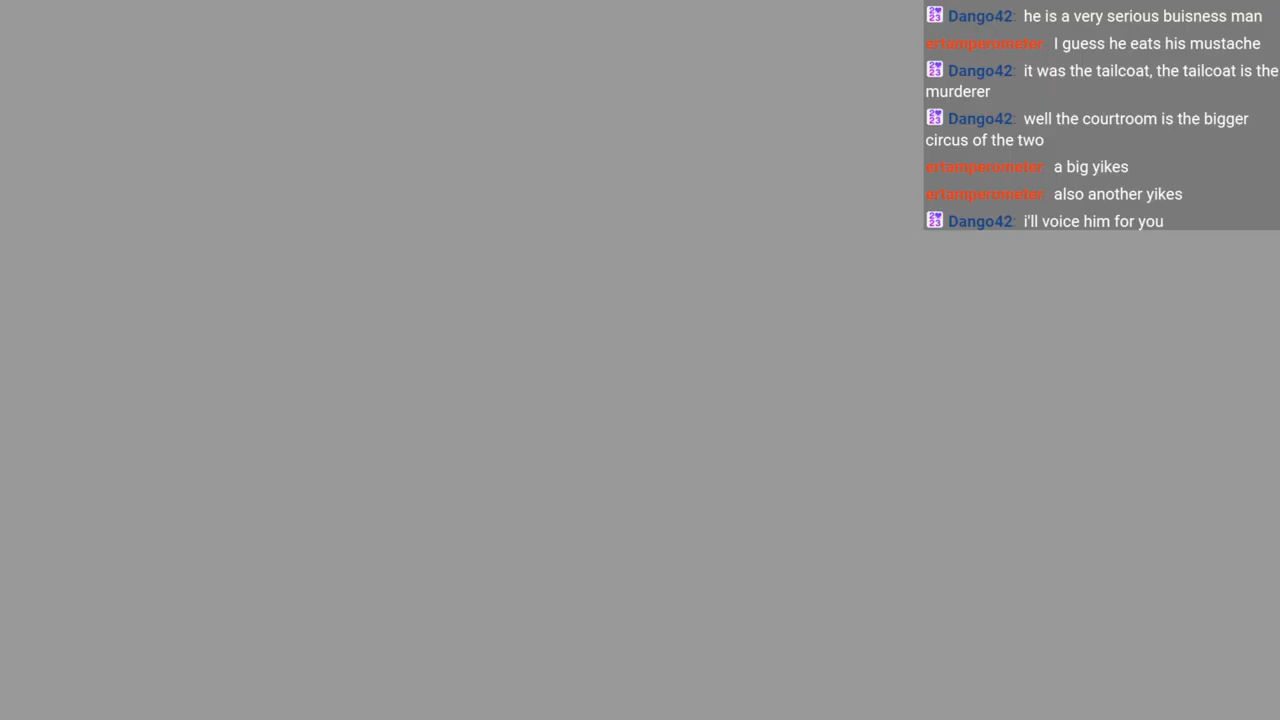 Dango42: he is a very serious buisness man
ertamperometer I guess he eats his mustache
Dango42: it was the tailcoat, the tailcoat is the
murderer
Dango42: well the courtroom is the bigger
circus of the two
ertamperometer a big yikes
ertamperometer also another yikes
Dango42: i'll voice him for you